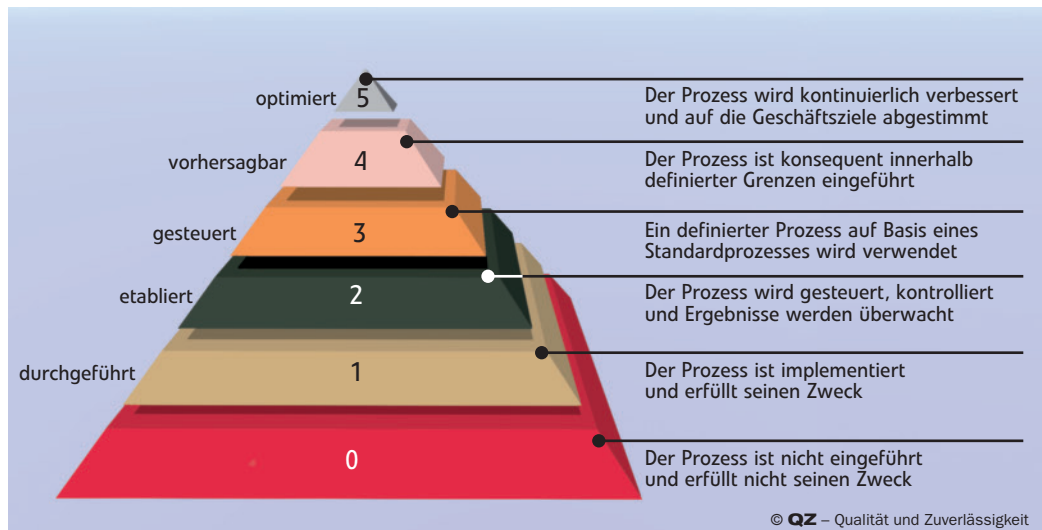 optimiert
5
Der Prozess wird kontinuierlich verbessert
und auf die Geschäftsziele abgestimmt
vorhersagbar
4
Der Prozess ist konsequent innerhalb
definierter Grenzen eingeführt
gesteuert
3
Ein definierter Prozess auf Basis eines
Standardprozesses wird verwendet
etabliert
2
Der Prozess wird gesteuert, kontrolliert
und Ergebnisse werden überwacht
durchgeführt
1
Der Prozess ist implementiert
und erfüllt seinen Zweck
0
Der Prozess ist nicht eingeführt
und erfüllt nicht seinen Zweck
© QZ – Qualität und Zuverlässigkeit